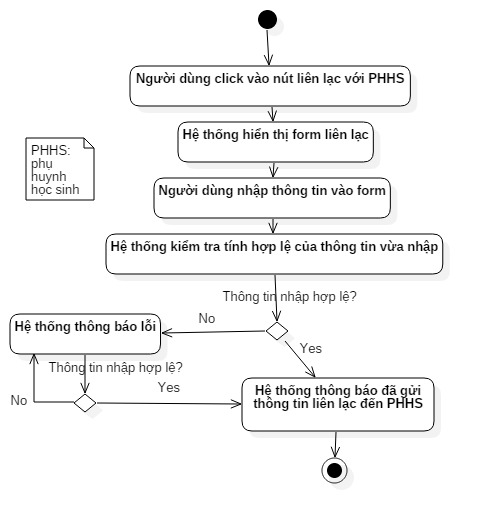 Người dùng click vào nút liên lạc với PHHS
Hệ thống hiển thị form liên lạc
PHHS:
phụ
huynh
học sinh
Người dùng nhập thông tin vào form
Hệ thống kiểm tra tính hợp lệ của thông tin vừa nhập
Thông tin nhập hợp lệ?
No
Hệ thống thông báo lỗi
Yes
Thông tin nhập hợp lệ?
Yes
No
Hệ thống thông báo đã gửi
thông tin liên lạc đến PHHS